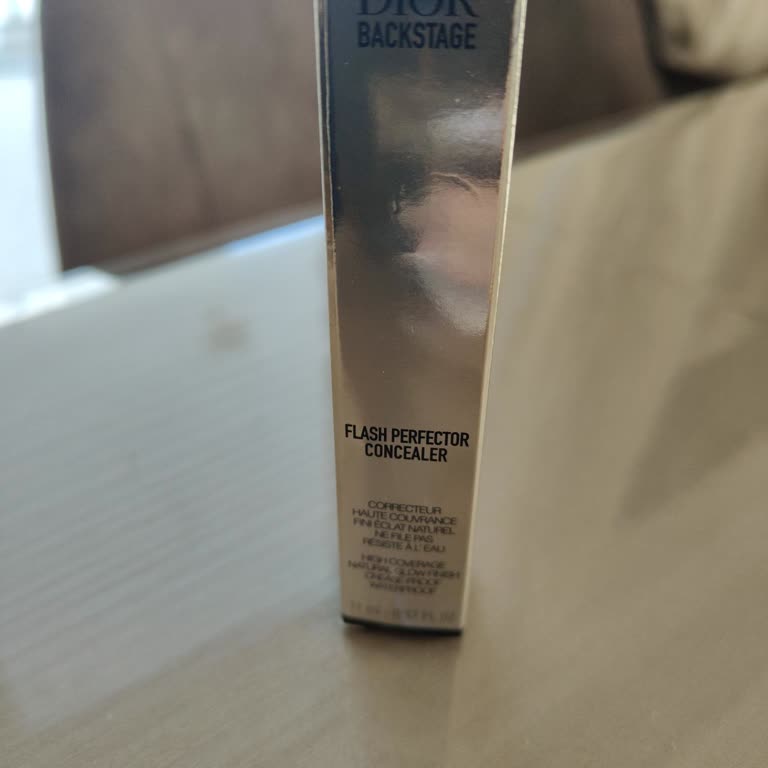 DIOR
BACKSTAGE
FLASH PERFECTOR
CONCEALER
CORRECTEUR
HAUTE COUVRANCE
FINI ÉCLAT NATUREL
NE FILE PAS
RÉSISTE À L'EAU
HIGH COVERAGE
NATURAL GLOW FINISH
CREASE PROOF
WATERPROOF